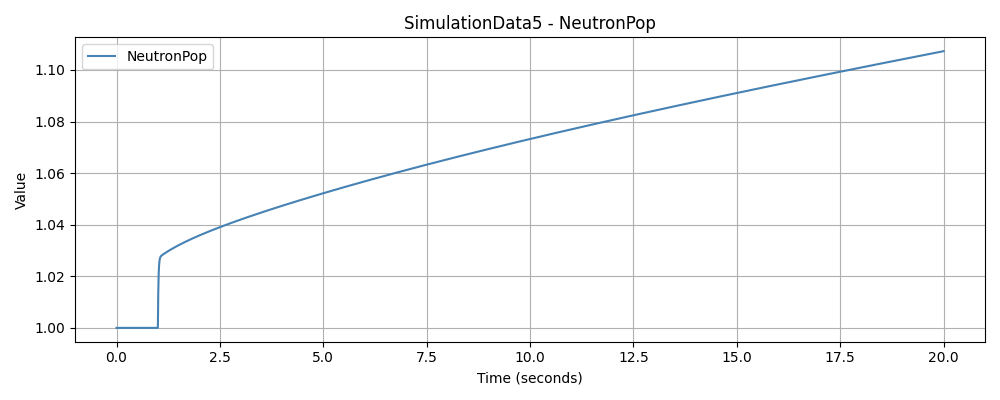 SimulationData5 - NeutronPop
NeutronPop
Value
1.10
1.08
1.06
1.04
1.02
1.00
0.0 2.5 5.0 7.5 10.0 12.5 15.0 17.5 20.0
Time (seconds)